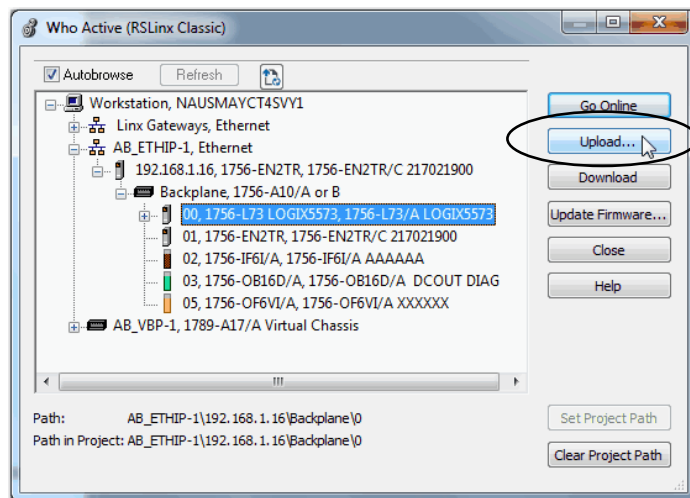 Who Active (RSLinx Classic)
Autobrowse
Refresh
Workstation, NAUSMAYCT4SVY1
Linx Gateways, Ethernet
AB_ETHIP-1, Ethernet
192.168.1.16, 1756-EN2TR, 1756-EN2TR/C 217021900
Backplane, 1756-A10/A or B
00, 1756-L73 LOGIX5573, 1756-L73/A LOGIX5573
01, 1756-EN2TR, 1756-EN2TR/C 217021900
02, 1756-IF6I/A, 1756-IF6I/A AAAAAA
03, 1756-OB16D/A, 1756-OB16D/A  DCOUT DIAG
05, 1756-OF6VI/A, 1756-OF6VI/A XXXXXX
AB_VBP-1, 1789-A17/A Virtual Chassis
Go Online
Upload...
Download
Update Firmware...
Close
Help
Path: AB_ETHIP-1\192.168.1.16\Backplane\0
Path in Project: AB_ETHIP-1\192.168.1.16\Backplane\0
Set Project Path
Clear Project Path